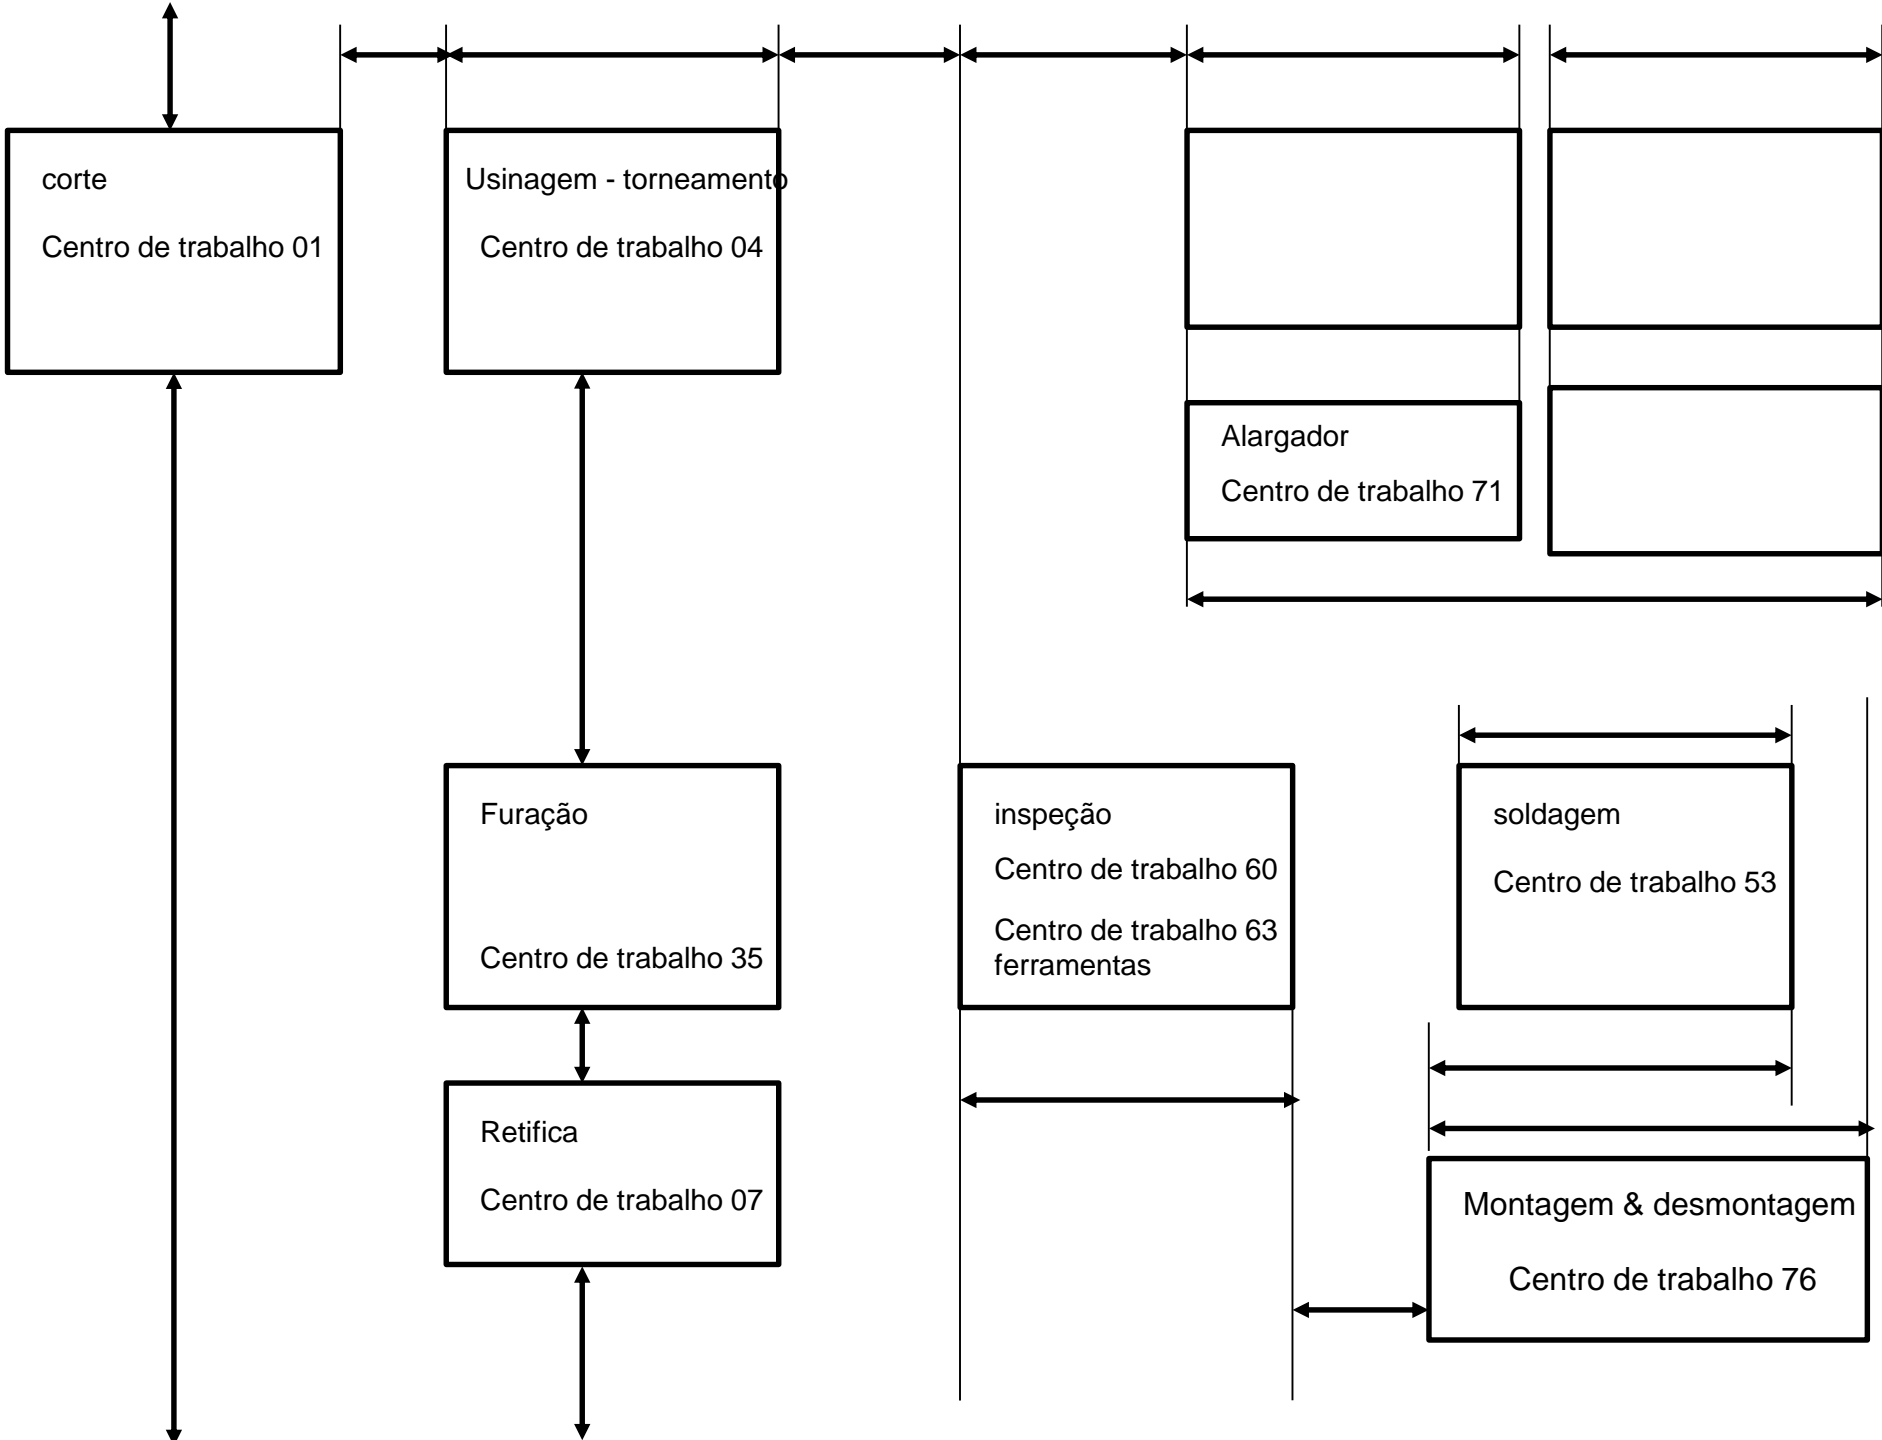 corte
Centro de trabalho 01
Usinagem - torneamento
Centro de trabalho 04
Alargador
Centro de trabalho 71
Furação
Centro de trabalho 35
inspeção
Centro de trabalho 60
Centro de trabalho 63
ferramentas
soldagem
Centro de trabalho 53
Retifica
Centro de trabalho 07
Montagem & desmontagem
Centro de trabalho 76